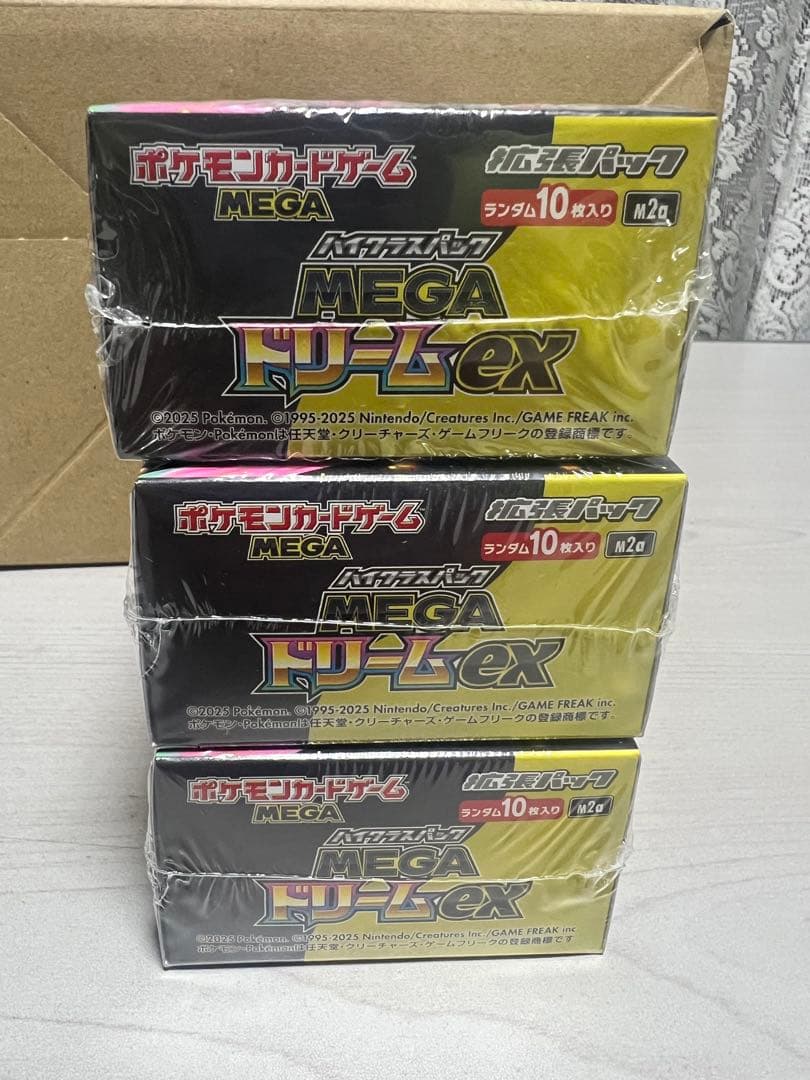 ポケモンカードゲーム
MEGA
拡張パック
ランダム10枚入り M2a
ハイクラスパック
MEGA
ドリームex
©2025 Pokémon. ©1995-2025 Nintendo/Creatures Inc./GAME FREAK inc.
ポケモン・Pokémonは任天堂・クリーチャーズ・ゲームフリークの登録商標です。
ポケモンカードゲーム
MEGA
拡張パック
ランダム10枚入り M2a
ハイクラスパック
MEGA
ドリームex
©2025 Pokémon. ©1995-2025 Nintendo/Creatures Inc./GAME FREAK inc.
ポケモン・Pokémonは任天堂・クリーチャーズ・ゲームフリークの登録商標です。
ポケモンカードゲーム
MEGA
拡張パック
ランダム10枚入り M2a
ハイクラスパック
MEGA
ドリームex
©2025 Pokémon. ©1995-2025 Nintendo/Creatures Inc./GAME FREAK inc
ポケモン・Pokémonは任天堂・クリーチャーズ・ゲームフリークの登録商標です